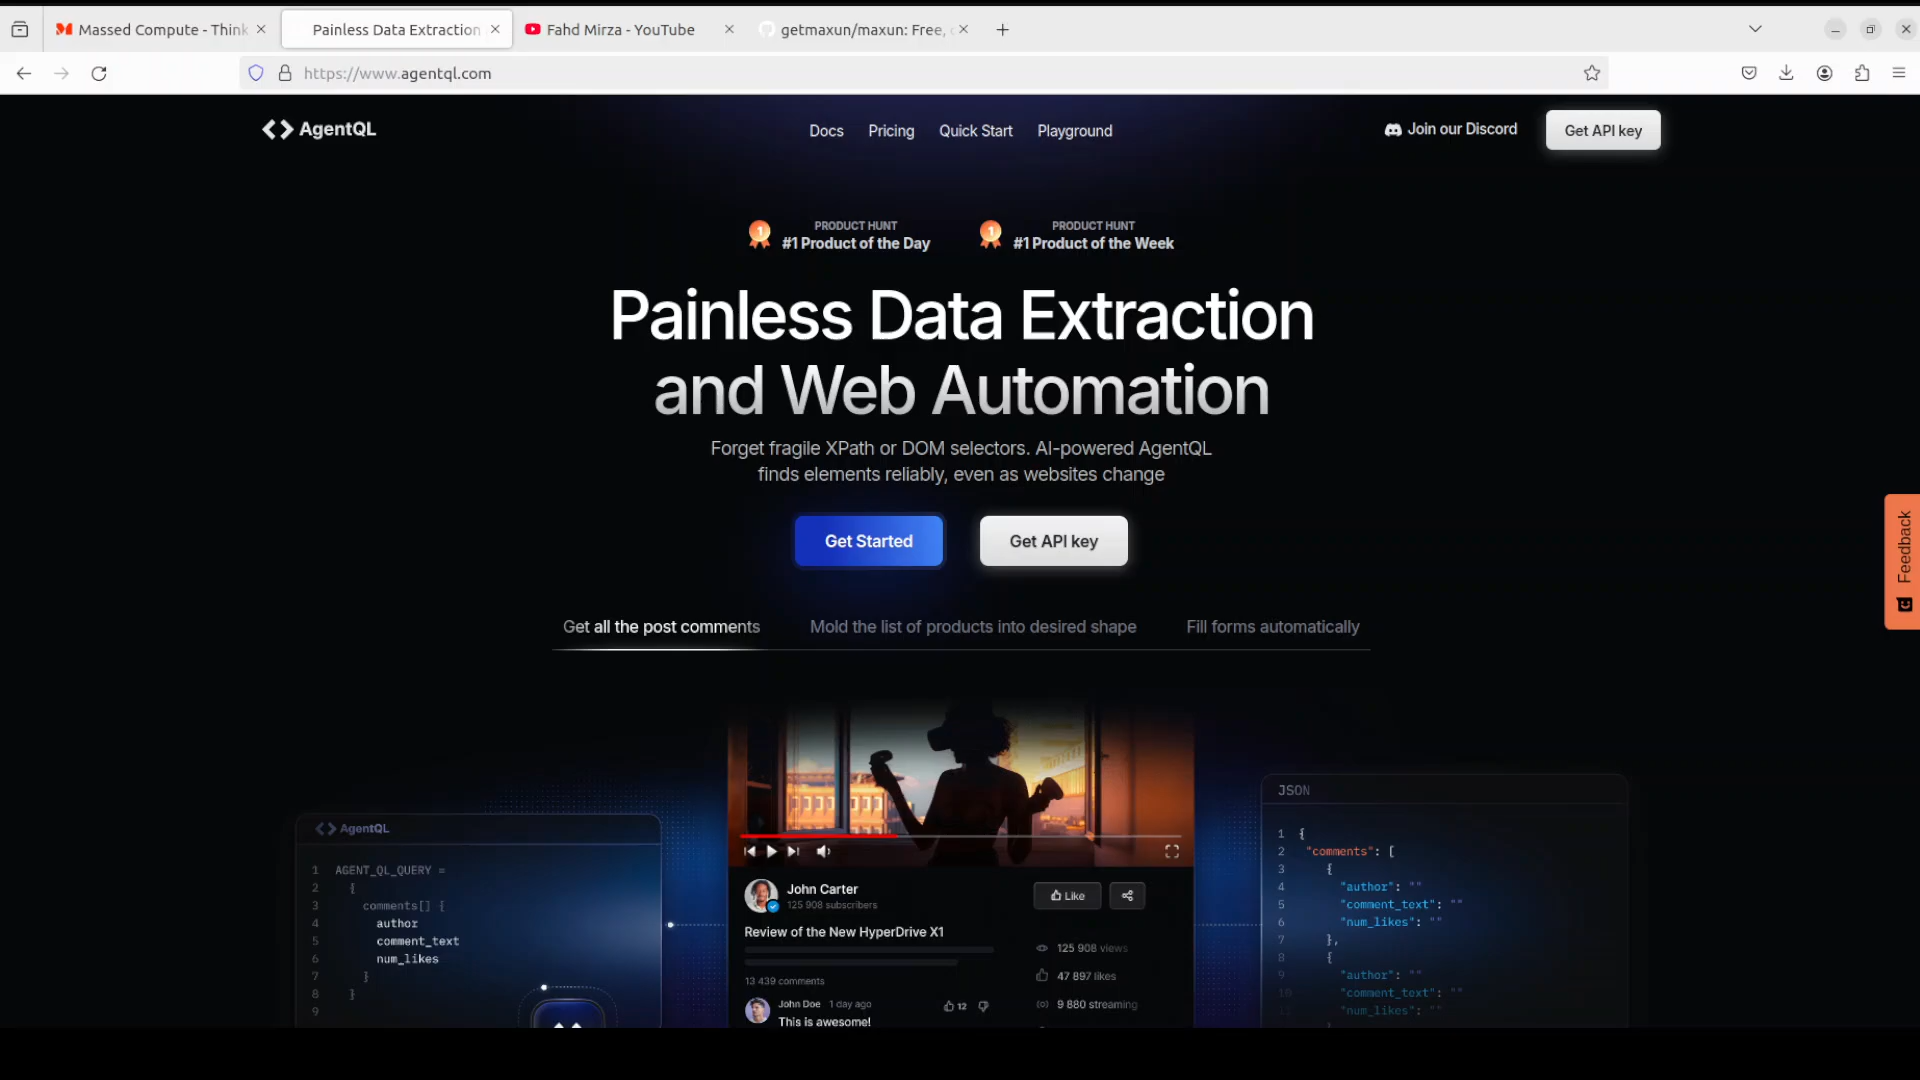 Massed Compute - Think
Painless Data Extraction
Fahd Mirza - YouTube
getmaxun/maxun: Free,
https://www.agentql.com
AgentQL
Docs
Pricing
Quick Start
Playground
Join our Discord
Get API key
PRODUCT HUNT
#1 Product of the Day
PRODUCT HUNT
#1 Product of the Week
Painless Data Extraction
and Web Automation
Forget fragile XPath or DOM selectors. AI-powered AgentQL
finds elements reliably, even as websites change
Get Started
Get API key
Feedback
Get all the post comments
Mold the list of products into desired shape
Fill forms automatically
AgentQL
1 AGENT_QL_QUERY =
2 {
3 comments[] {
4 author
5 comment_text
6 num_likes
7 }
8 }
9
John Carter
125 908 subscribers
Like
Review of the New HyperDrive X1
125 908 views
47 897 likes
9 880 streaming
13 439 comments
John Doe 1 day ago
12
This is awesome!
JSON
1 {
2 "comments": [
3 {
4 "author": ""
5 "comment_text": ""
6 "num_likes": ""
7 },
8 {
9 "author": ""
10 "comment_text": ""
"num_likes": ""